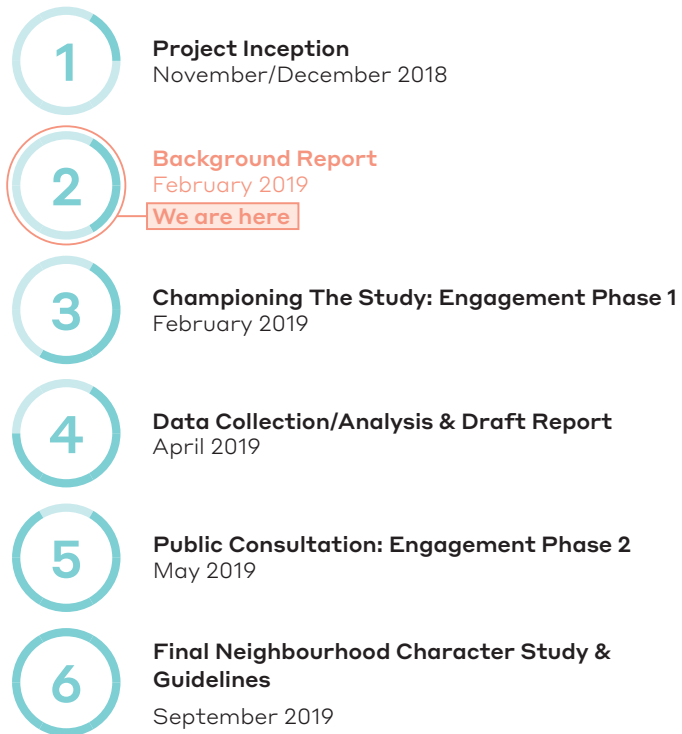 1
Project Inception
November/December 2018
2
Background Report
February 2019
We are here
3
Championing The Study: Engagement Phase 1
February 2019
4
Data Collection/Analysis & Draft Report
April 2019
5
Public Consultation: Engagement Phase 2
May 2019
6
Final Neighbourhood Character Study &
Guidelines
September 2019